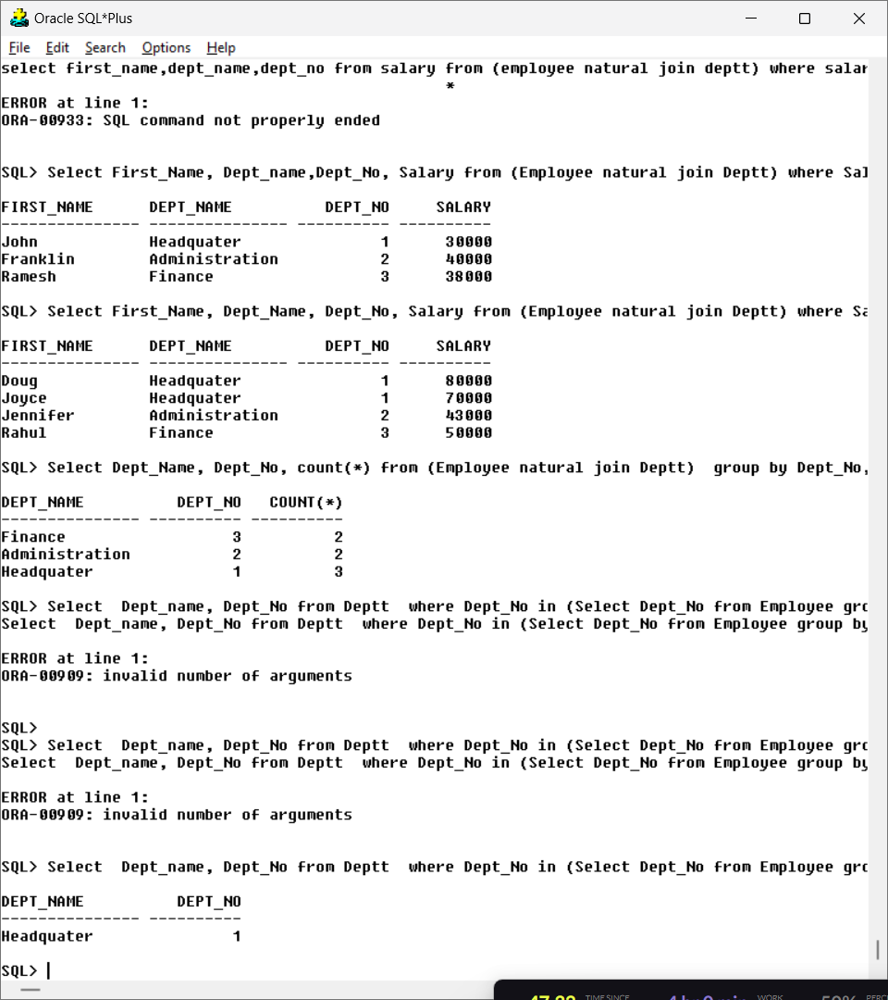 Oracle SQL*Plus
File Edit Search Options Help
select first_name,dept_name,dept_no from salary from (employee natural join deptt) where salar
*
ERROR at line 1:
ORA-00933: SQL command not properly ended
SQL> Select First_Name, Dept_name,Dept_No, Salary from (Employee natural join Deptt) where Sal
FIRST_NAME DEPT_NAME DEPT_NO SALARY
--------------- --------------- ---------- ----------
John Headquater 1 30000
Franklin Administration 2 40000
Ramesh Finance 3 38000
SQL> Select First_Name, Dept_Name, Dept_No, Salary from (Employee natural join Deptt) where Sa
FIRST_NAME DEPT_NAME DEPT_NO SALARY
--------------- --------------- ---------- ----------
Doug Headquater 1 80000
Joyce Headquater 1 70000
Jennifer Administration 2 43000
Rahul Finance 3 50000
SQL> Select Dept_Name, Dept_No, count(*) from (Employee natural join Deptt)  group by Dept_No,
DEPT_NAME DEPT_NO COUNT(*)
--------------- ---------- ----------
Finance 3 2
Administration 2 2
Headquater 1 3
SQL> Select  Dept_name, Dept_No from Deptt  where Dept_No in (Select Dept_No from Employee gro
Select  Dept_name, Dept_No from Deptt  where Dept_No in (Select Dept_No from Employee group by
ERROR at line 1:
ORA-00909: invalid number of arguments
SQL>
SQL> Select  Dept_name, Dept_No from Deptt  where Dept_No in (Select Dept_No from Employee gro
Select  Dept_name, Dept_No from Deptt  where Dept_No in (Select Dept_No from Employee group by
ERROR at line 1:
ORA-00909: invalid number of arguments
SQL> Select  Dept_name, Dept_No from Deptt  where Dept_No in (Select Dept_No from Employee gro
DEPT_NAME DEPT_NO
--------------- ----------
Headquater 1
SQL>
TIME SINCE WORK